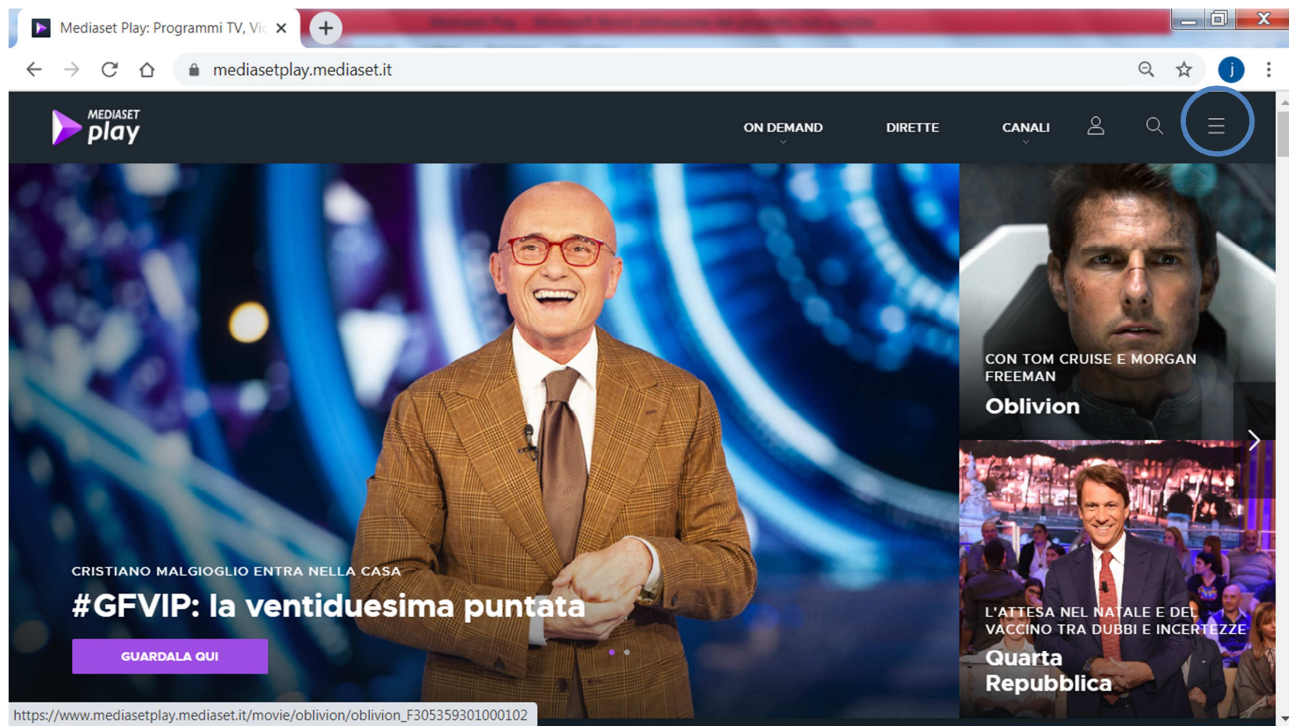 Mediaset Play: Programmi TV, Vi
mediasetplay.mediaset.it
j
MEDIASET
play
ON DEMAND
DIRETTE
CANALI
CRISTIANO MALGIOGLIO ENTRA NELLA CASA
#GFVIP: la ventiduesima puntata
GUARDALA QUI
CON TOM CRUISE E MORGAN
FREEMAN
Oblivion
L'ATTESA NEL NATALE E DEL
VACCINO TRA DUBBI E INCERTEZZE
Quarta
Repubblica
https://www.mediasetplay.mediaset.it/movie/oblivion/oblivion_F305359301000102